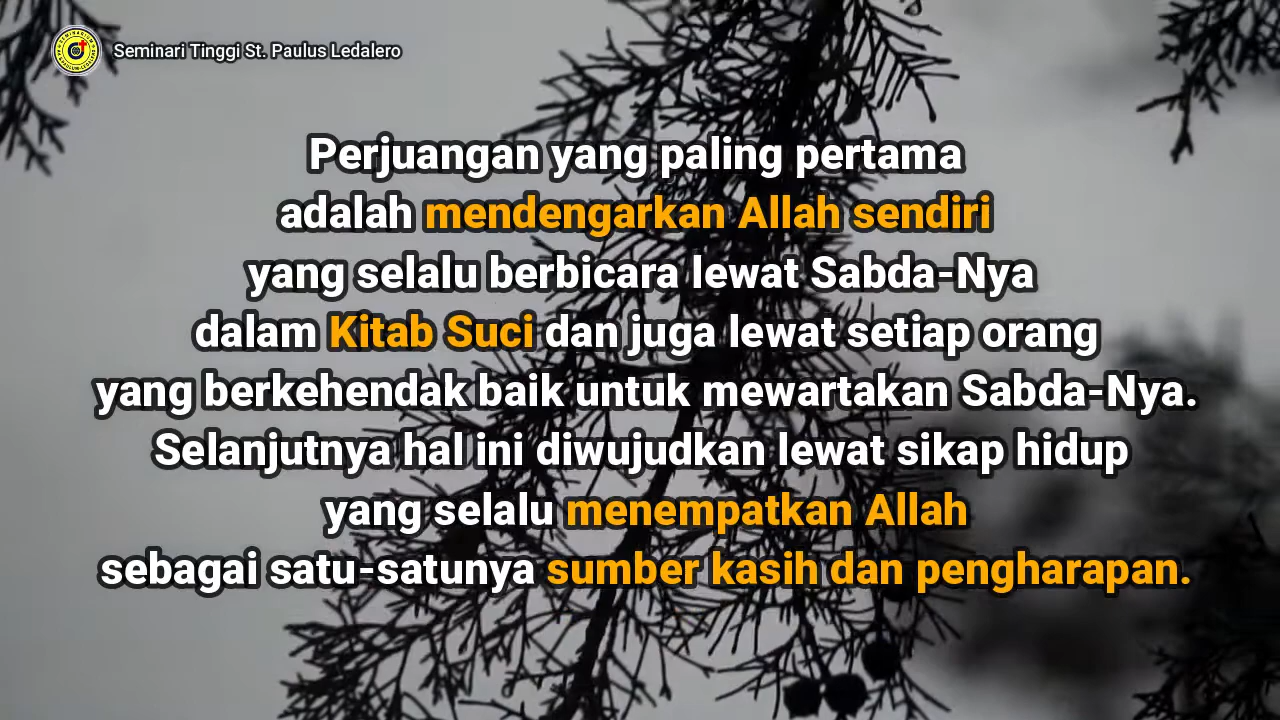 Seminari Tinggi St. Paulus Ledalero
Perjuangan yang paling pertama
adalah mendengarkan Allah sendiri
yang selalu berbicara lewat Sabda-Nya
dalam Kitab Suci dan juga lewat setiap orang
yang berkehendak baik untuk mewartakan Sabda-Nya.
Selanjutnya hal ini diwujudkan lewat sikap hidup
yang selalu menempatkan Allah
sebagai satu-satunya sumber kasih dan pengharapan.